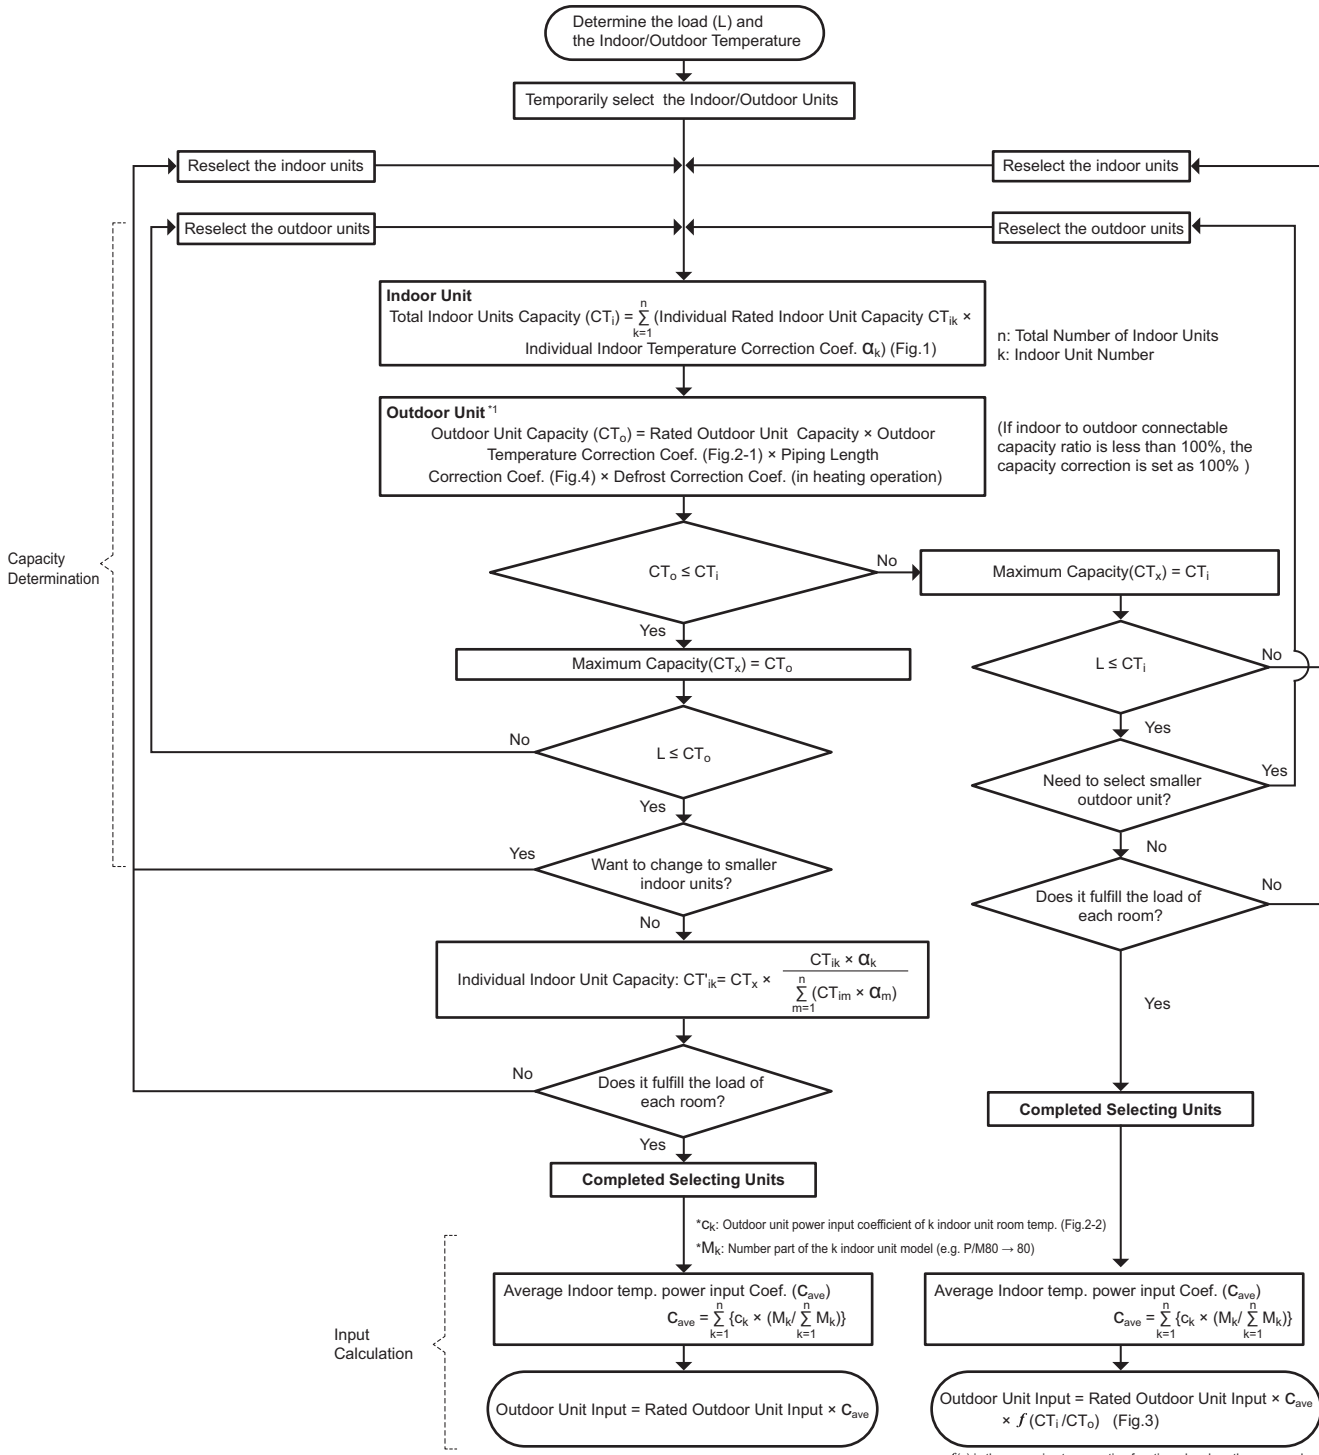 Determine the load (L) and
the Indoor/Outdoor Temperature
Temporarily select the Indoor/Outdoor Units
Reselect the indoor units
Reselect the indoor units
Reselect the outdoor units
Reselect the outdoor units
Indoor Unit
Total Indoor Units Capacity (CTi) = Σ (Individual Rated Indoor Unit Capacity CTik ×
n
k=1
Individual Indoor Temperature Correction Coef. αk) (Fig.1)
n: Total Number of Indoor Units
k: Indoor Unit Number
Outdoor Unit *1
Outdoor Unit Capacity (CTo) = Rated Outdoor Unit Capacity × Outdoor
Temperature Correction Coef. (Fig.2-1) × Piping Length
Correction Coef. (Fig.4) × Defrost Correction Coef. (in heating operation)
(If indoor to outdoor connectable
capacity ratio is less than 100%, the
capacity correction is set as 100% )
Capacity
Determination
CTo ≤ CTi
No
Maximum Capacity(CTx) = CTi
Yes
Maximum Capacity(CTx) = CTo
L ≤ CTi
No
Yes
No
L ≤ CTo
Need to select smaller
outdoor unit?
Yes
Yes
No
Yes
Want to change to smaller
indoor units?
Does it fulfill the load of
each room?
No
No
Individual Indoor Unit Capacity: CT'ik= CTx ×
CTik × αk
n
Σ (CTim × αm)
m=1
Yes
No
Does it fulfill the load of
each room?
Yes
Completed Selecting Units
Completed Selecting Units
*ck: Outdoor unit power input coefficient of k indoor unit room temp. (Fig.2-2)
*Mk: Number part of the k indoor unit model (e.g. P/M80 → 80)
Input
Calculation
Average Indoor temp. power input Coef. (Cave)
n n
Cave = Σ {ck × (Mk/ Σ Mk)}
k=1 k=1
Average Indoor temp. power input Coef. (Cave)
n n
Cave = Σ {ck × (Mk/ Σ Mk)}
k=1 k=1
Outdoor Unit Input = Rated Outdoor Unit Input × Cave
Outdoor Unit Input = Rated Outdoor Unit Input × Cave
× f (CTi /CTo) (Fig.3)